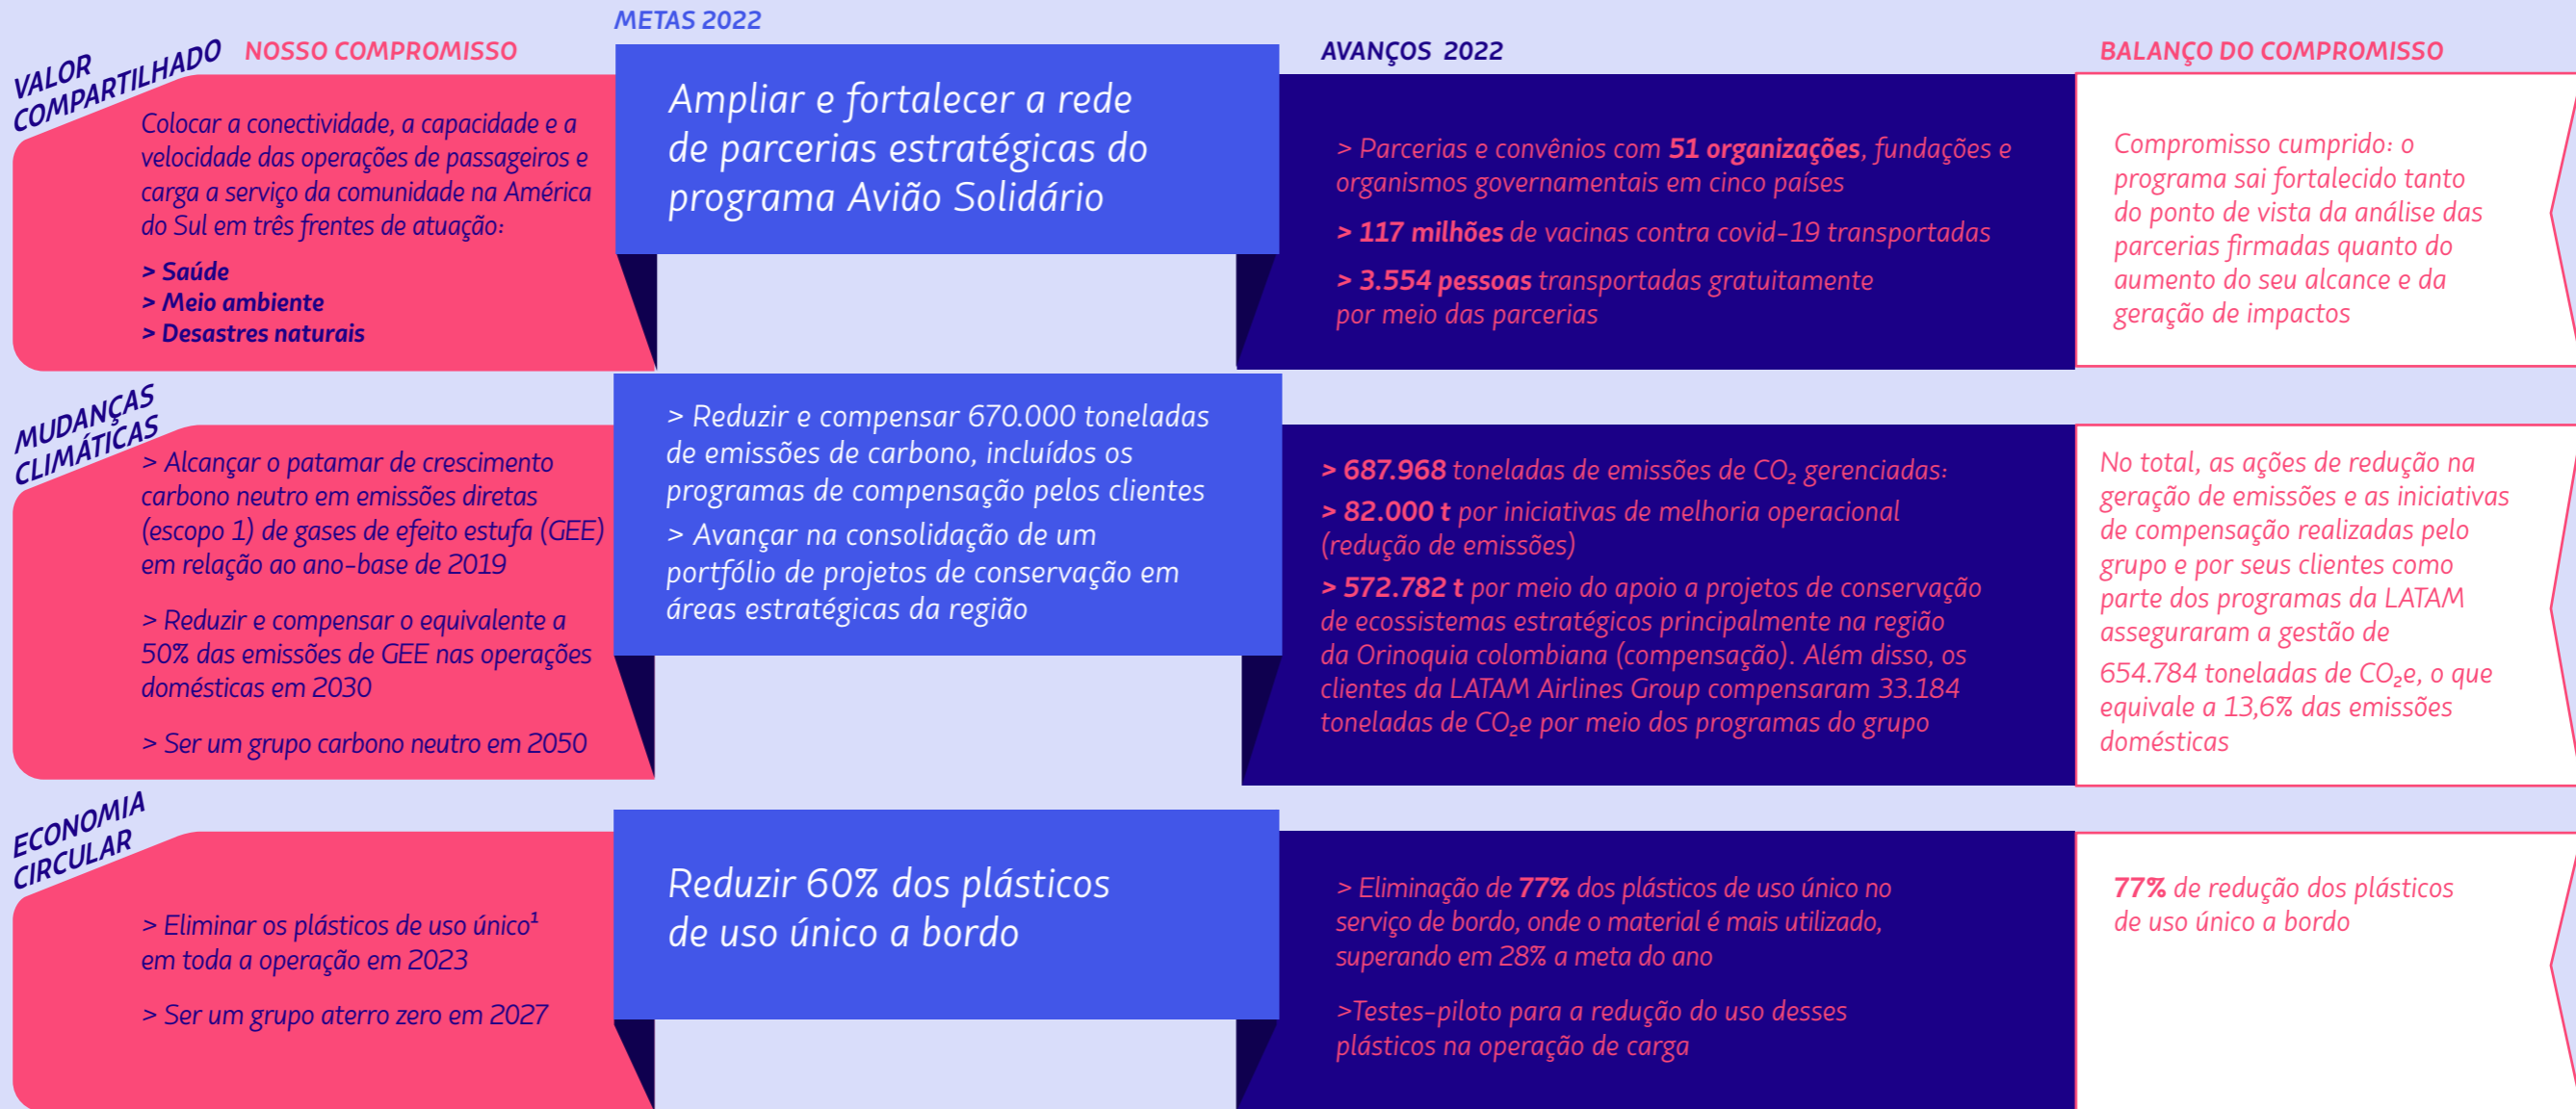 METAS 2022
NOSSO COMPROMISSO
AVANÇOS 2022
BALANÇO DO COMPROMISSO
VALOR
COMPARTILHADO
Colocar a conectividade, a capacidade e a
velocidade das operações de passageiros e
carga a serviço da comunidade na América
do Sul em três frentes de atuação:
> Saúde
> Meio ambiente
> Desastres naturais
Ampliar e fortalecer a rede
de parcerias estratégicas do
programa Avião Solidário
> Parcerias e convênios com 51 organizações, fundações e
organismos governamentais em cinco países
> 117 milhões de vacinas contra covid-19 transportadas
> 3.554 pessoas transportadas gratuitamente
por meio das parcerias
Compromisso cumprido: o
programa sai fortalecido tanto
do ponto de vista da análise das
parcerias firmadas quanto do
aumento do seu alcance e da
geração de impactos
MUDANÇAS
CLIMÁTICAS
> Alcançar o patamar de crescimento
carbono neutro em emissões diretas
(escopo 1) de gases de efeito estufa (GEE)
em relação ao ano-base de 2019
> Reduzir e compensar o equivalente a
50% das emissões de GEE nas operações
domésticas em 2030
> Ser um grupo carbono neutro em 2050
> Reduzir e compensar 670.000 toneladas
de emissões de carbono, incluídos os
programas de compensação pelos clientes
> Avançar na consolidação de um
portfólio de projetos de conservação em
áreas estratégicas da região
> 687.968 toneladas de emissões de CO₂ gerenciadas:
> 82.000 t por iniciativas de melhoria operacional
(redução de emissões)
> 572.782 t por meio do apoio a projetos de conservação
de ecossistemas estratégicos principalmente na região
da Orinoquia colombiana (compensação). Além disso, os
clientes da LATAM Airlines Group compensaram 33.184
toneladas de CO₂e por meio dos programas do grupo
No total, as ações de redução na
geração de emissões e as iniciativas
de compensação realizadas pelo
grupo e por seus clientes como
parte dos programas da LATAM
asseguraram a gestão de
654.784 toneladas de CO₂e, o que
equivale a 13,6% das emissões
domésticas
ECONOMIA
CIRCULAR
> Eliminar os plásticos de uso único¹
em toda a operação em 2023
> Ser um grupo aterro zero em 2027
Reduzir 60% dos plásticos
de uso único a bordo
> Eliminação de 77% dos plásticos de uso único no
serviço de bordo, onde o material é mais utilizado,
superando em 28% a meta do ano
>Testes-piloto para a redução do uso desses
plásticos na operação de carga
77% de redução dos plásticos
de uso único a bordo